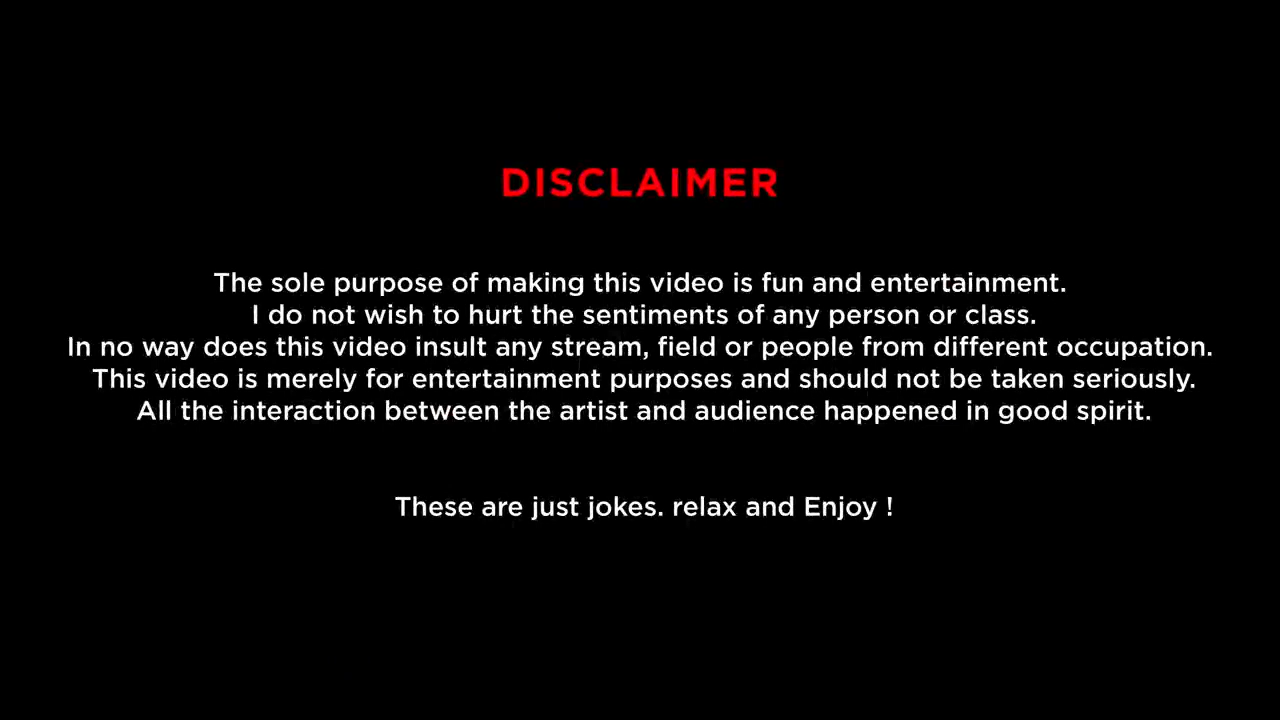 DISCLAIMER
The sole purpose of making this video is fun and entertainment.
I do not wish to hurt the sentiments of any person or class.
In no way does this video insult any stream, field or people from different occupation.
This video is merely for entertainment purposes and should not be taken seriously.
All the interaction between the artist and audience happened in good spirit.
These are just jokes. relax and Enjoy !